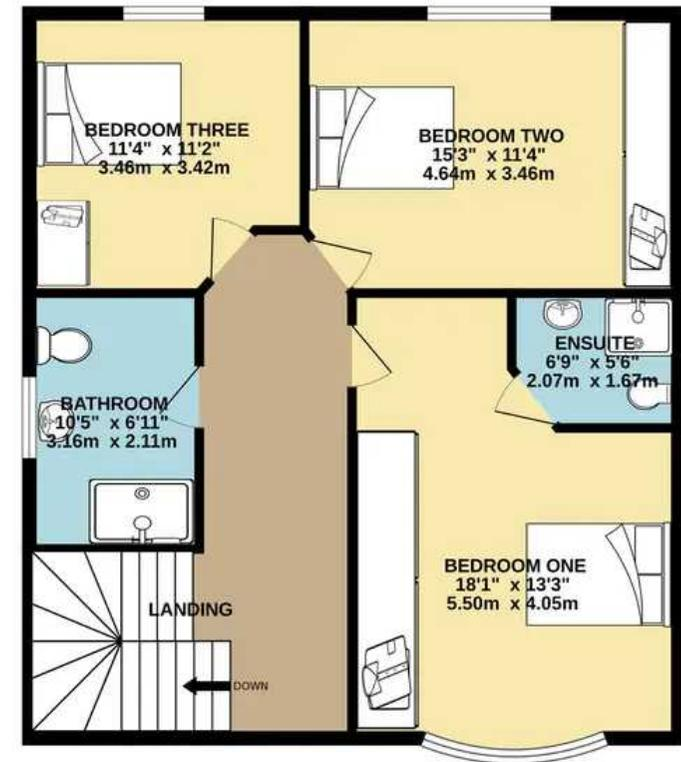 BEDROOM THREE
11'4" x 11'2"
3.46m x 3.42m
BEDROOM TWO
15'3" x 11'4"
4.64m x 3.46m
ENSUITE
6'9" x 5'6"
2.07m x 1.67m
BATHROOM
10'5" x 6'11"
3.16m x 2.11m
BEDROOM ONE
18'1" x 13'3"
5.50m x 4.05m
LANDING
DOWN